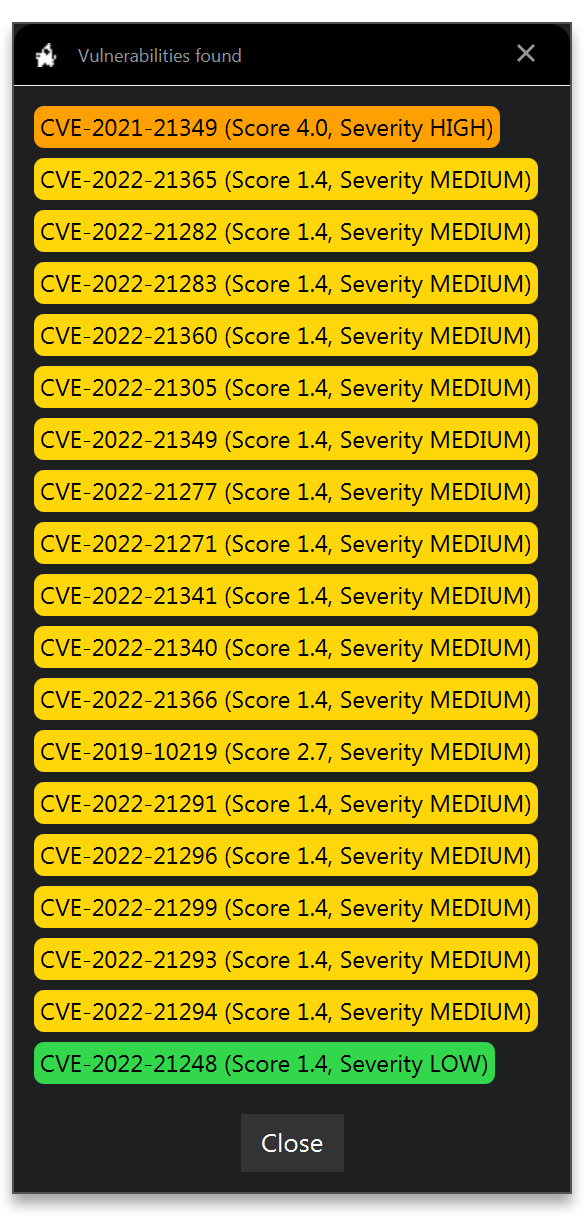 Vulnerabilities found
CVE-2021-21349 (Score 4.0, Severity HIGH)
CVE-2022-21365 (Score 1.4, Severity MEDIUM)
CVE-2022-21282 (Score 1.4, Severity MEDIUM)
CVE-2022-21283 (Score 1.4, Severity MEDIUM)
CVE-2022-21360 (Score 1.4, Severity MEDIUM)
CVE-2022-21305 (Score 1.4, Severity MEDIUM)
CVE-2022-21349 (Score 1.4, Severity MEDIUM)
CVE-2022-21277 (Score 1.4, Severity MEDIUM)
CVE-2022-21271 (Score 1.4, Severity MEDIUM)
CVE-2022-21341 (Score 1.4, Severity MEDIUM)
CVE-2022-21340 (Score 1.4, Severity MEDIUM)
CVE-2022-21366 (Score 1.4, Severity MEDIUM)
CVE-2019-10219 (Score 2.7, Severity MEDIUM)
CVE-2022-21291 (Score 1.4, Severity MEDIUM)
CVE-2022-21296 (Score 1.4, Severity MEDIUM)
CVE-2022-21299 (Score 1.4, Severity MEDIUM)
CVE-2022-21293 (Score 1.4, Severity MEDIUM)
CVE-2022-21294 (Score 1.4, Severity MEDIUM)
CVE-2022-21248 (Score 1.4, Severity LOW)
Close